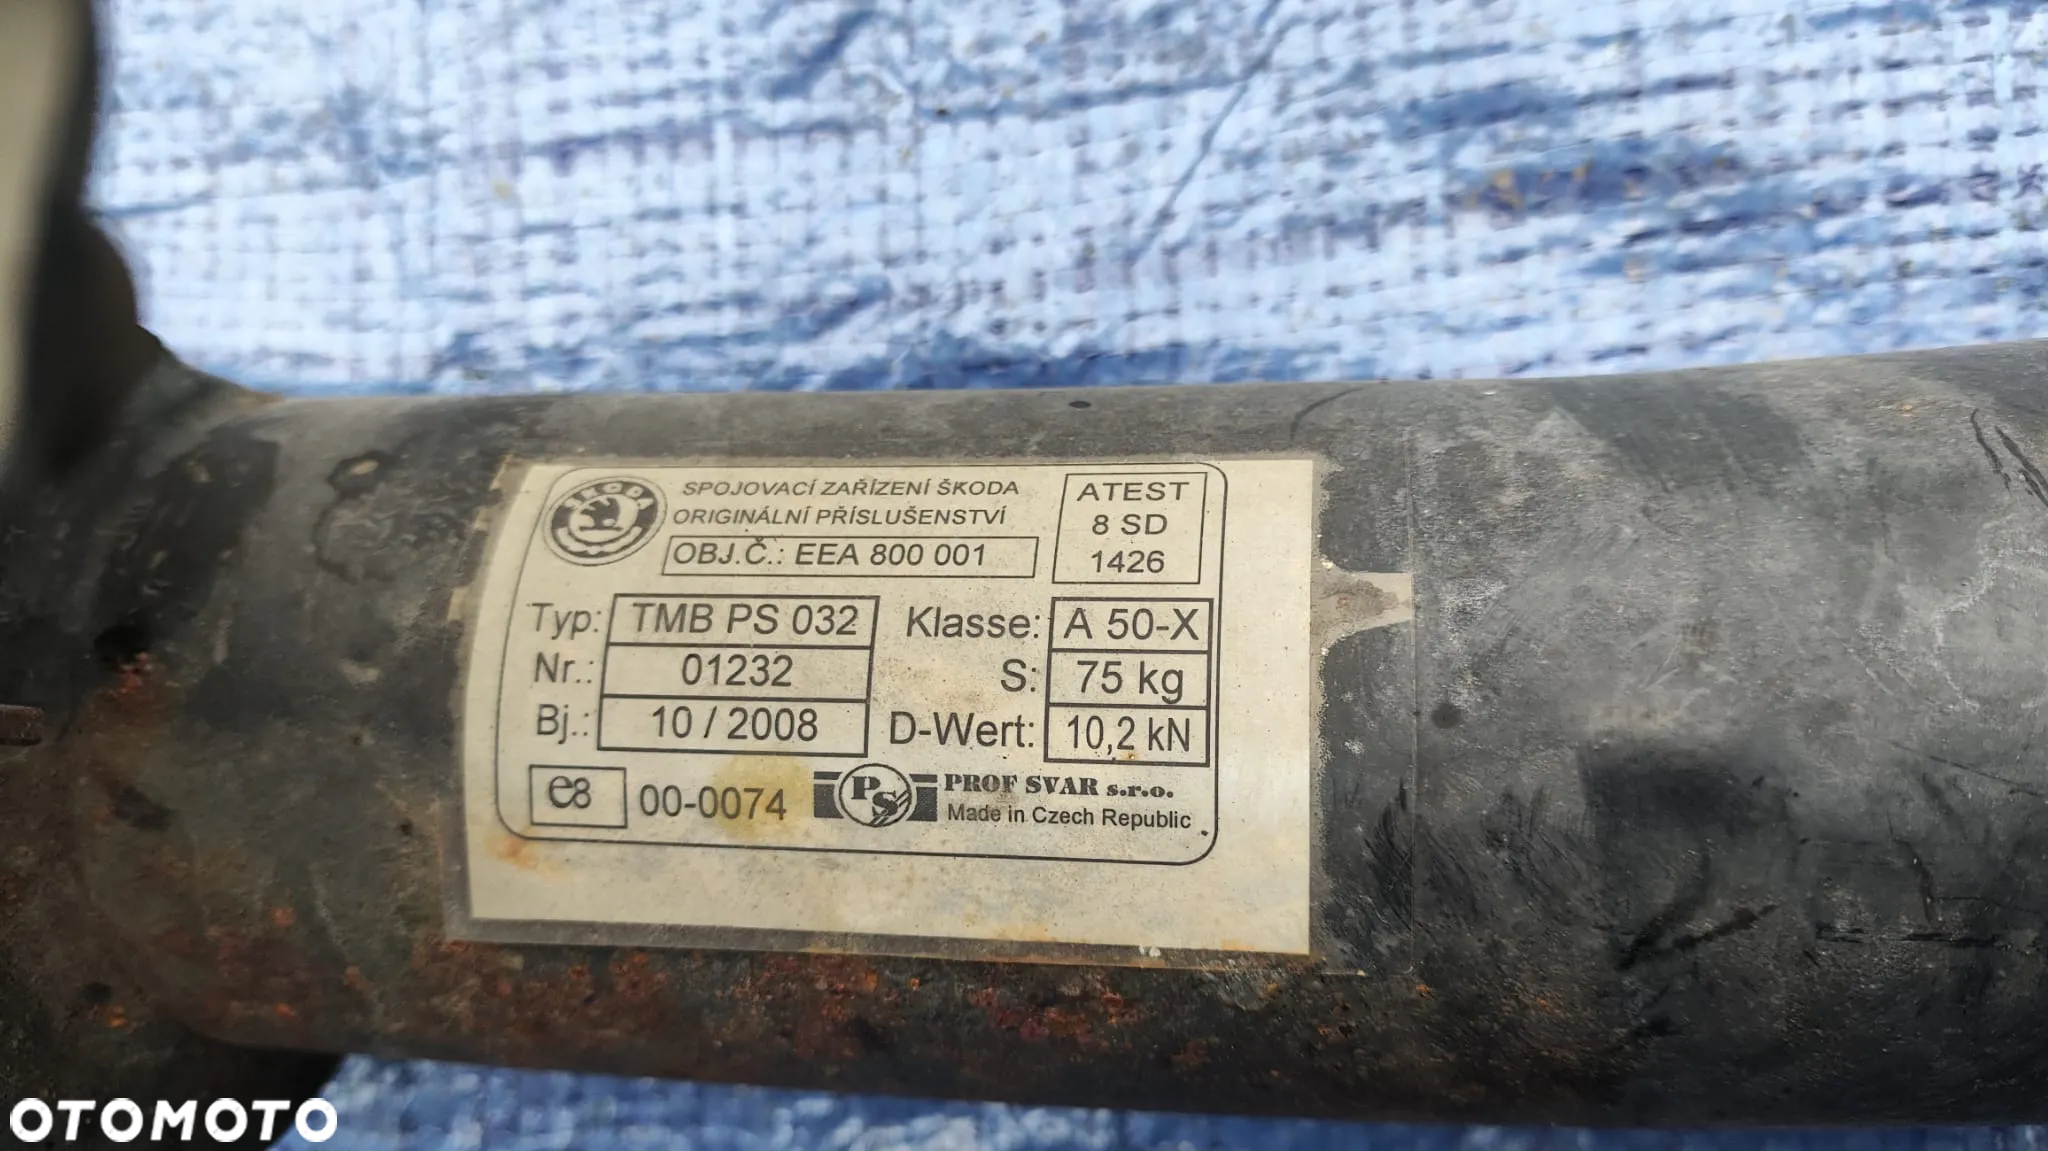 ŠKODA
SPOJOVACÍ ZAŘÍZENÍ ŠKODA
ORIGINÁLNÍ PŘÍSLUŠENSTVÍ
OBJ.Č.: EEA 800 001
ATEST
8 SD
1426
Typ: TMB PS 032 Klasse: A 50-X
Nr.: 01232 S: 75 kg
Bj.: 10 / 2008 D-Wert: 10,2 kN
e8 00-0074 PS PROF SVAR s.r.o.
Made in Czech Republic
OTOMOTO